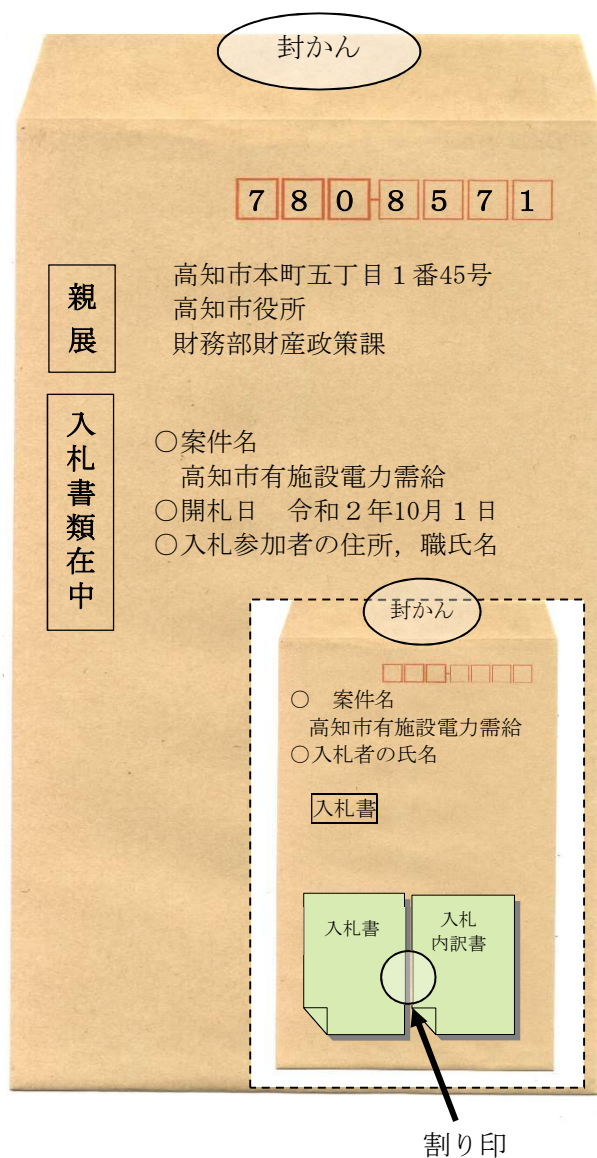 封かん
７８０-８５７１
高知市本町五丁目１番45号
高知市役所
財務部財産政策課
親展
入札書類在中
○案件名
高知市有施設電力需給
○開札日　令和２年10月１日
○入札参加者の住所，職氏名
封かん
○　案件名
高知市有施設電力需給
○入札者の氏名
入札書
入札書
入札
内訳書
割り印